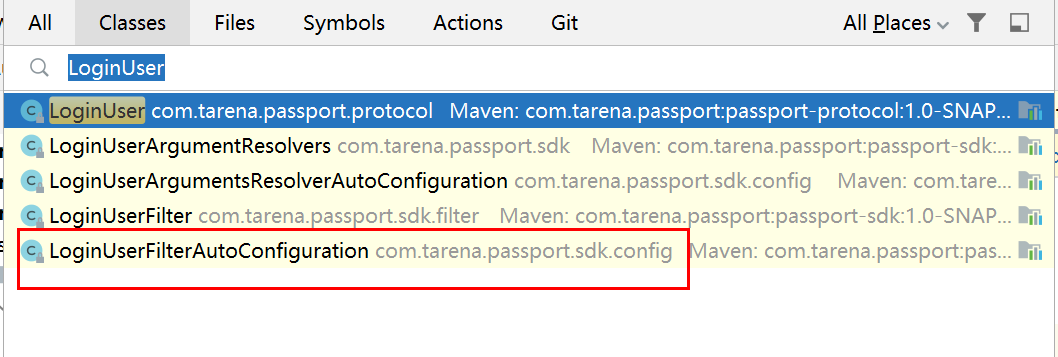 All Classes Files Symbols Actions Git All Places
LoginUser
LoginUser com.tarena.passport.protocol Maven: com.tarena.passport:passport-protocol:1.0-SNAP...
LoginUserArgumentResolvers com.tarena.passport.sdk Maven: com.tarena.passport:passport-sdk:...
LoginUserArgumentsResolverAutoConfiguration com.tarena.passport.sdk.config Maven: com.tare...
LoginUserFilter com.tarena.passport.sdk.filter Maven: com.tarena.passport:passport-sdk:1.0-SNAP...
LoginUserFilterAutoConfiguration com.tarena.passport.sdk.config Maven: com.tarena.passport:pas...